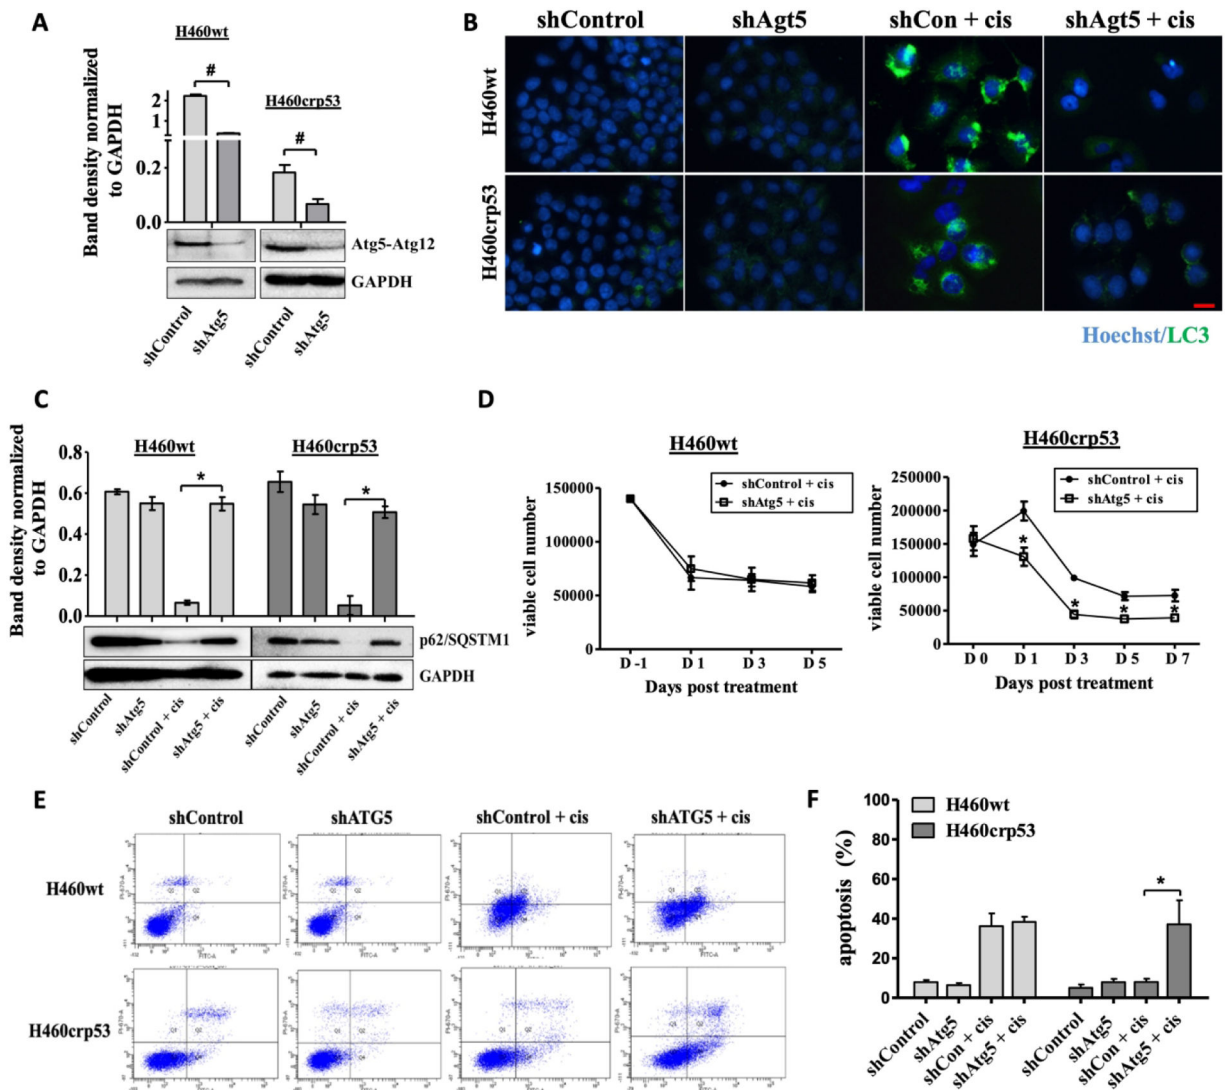 A
H460wt
#
H460crp53
#
2
1
0.2
0.0
Band density normalized
to GAPDH
Atg5-Atg12
GAPDH
shControl
shAtg5
shControl
shAtg5
B
shControl
shAgt5
shCon + cis
shAgt5 + cis
H460wt
H460crp53
Hoechst/LC3
C
H460wt
H460crp53
0.8
0.6
0.4
0.2
0.0
Band density normalized
to GAPDH
*
*
p62/SQSTM1
GAPDH
shControl
shAtg5
shControl + cis
shAtg5 + cis
shControl
shAtg5
shControl + cis
shAtg5 + cis
D
H460wt
shControl + cis
shAtg5 + cis
150000
100000
50000
0
viable cell number
D -1
D 1
D 3
D 5
Days post treatment
H460crp53
shControl + cis
shAtg5 + cis
250000
200000
150000
100000
50000
0
viable cell number
*
*
*
*
D 0
D 1
D 3
D 5
D 7
Days post treatment
E
shControl
shATG5
shControl + cis
shATG5 + cis
H460wt
H460crp53
F
H460wt
H460crp53
100
80
60
40
20
0
apoptosis (%)
*
shControl
shAtg5
shCon + cis
shAtg5 + cis
shControl
shAtg5
shCon + cis
shAtg5 + cis